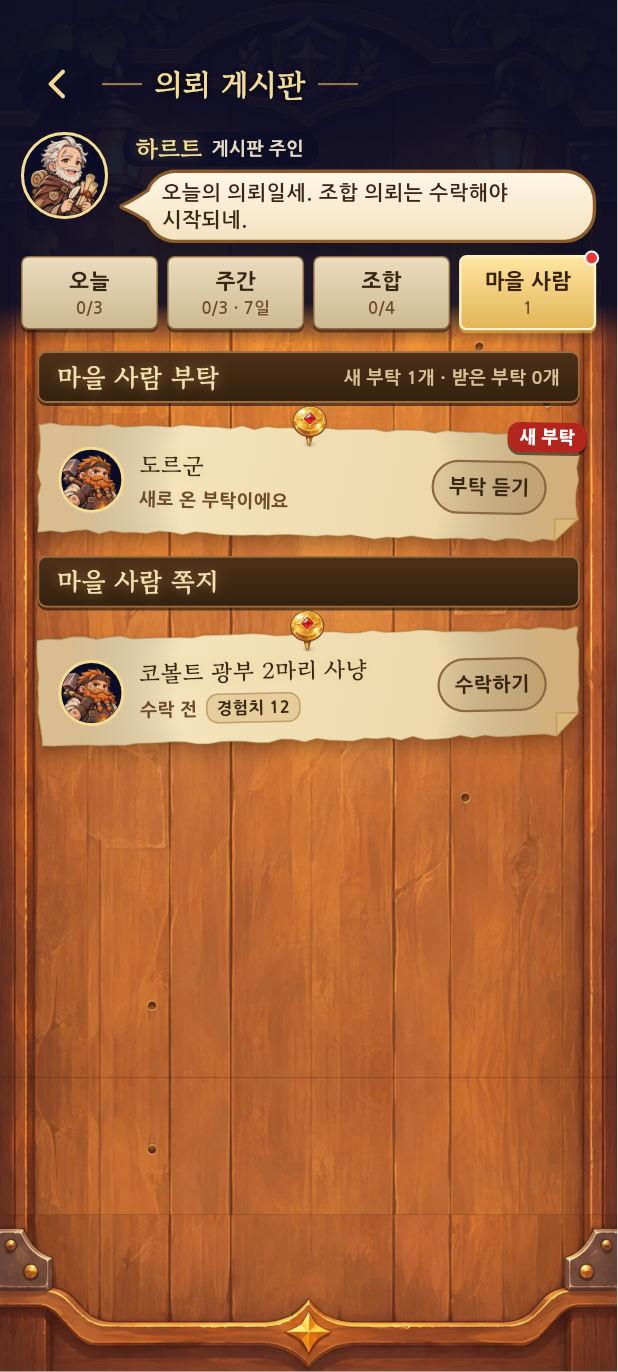 의뢰 게시판
하르트 게시판 주인
오늘의 의뢰일세. 조합 의뢰는 수락해야
시작되네.
오늘
0/3
주간
0/3 · 7일
조합
0/4
마을 사람
1
마을 사람 부탁
새 부탁 1개 · 받은 부탁 0개
새 부탁
도르군
새로 온 부탁이에요
부탁 듣기
마을 사람 쪽지
코볼트 광부 2마리 사냥
수락 전 경험치 12
수락하기